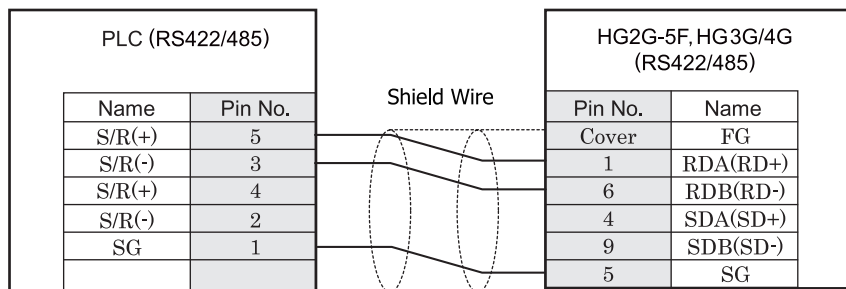 PLC (RS422/485)
Name Pin No.
S/R(+) 5
S/R(-) 3
S/R(+) 4
S/R(-) 2
SG 1
Shield Wire
HG2G-5F, HG3G/4G
(RS422/485)
Pin No. Name
Cover FG
1 RDA(RD+)
6 RDB(RD-)
4 SDA(SD+)
9 SDB(SD-)
5 SG